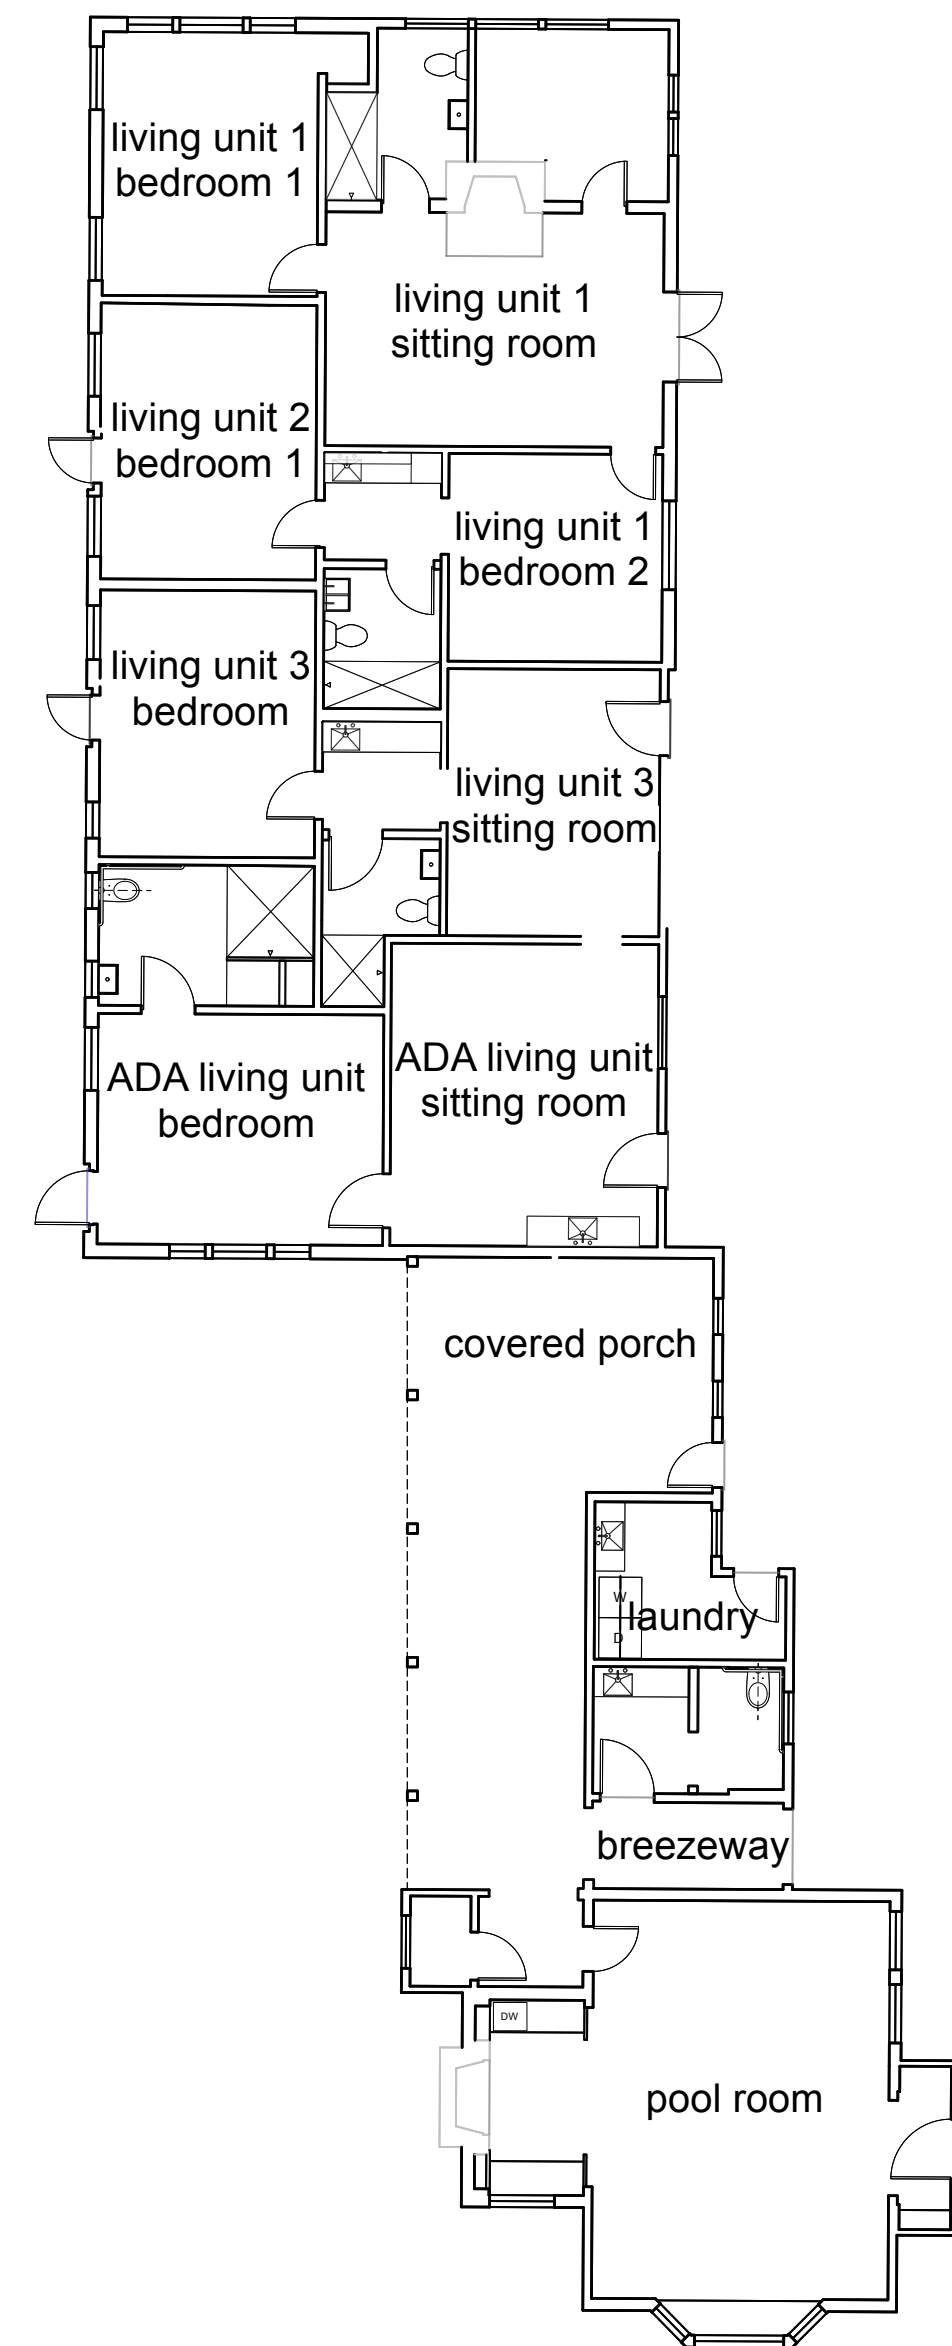 living unit 1
bedroom 1
living unit 1
sitting room
living unit 2
bedroom 1
living unit 1
bedroom 2
living unit 3
bedroom
living unit 3
sitting room
ADA living unit
bedroom
ADA living unit
sitting room
covered porch
W
laundry
D
breezeway
DW
pool room